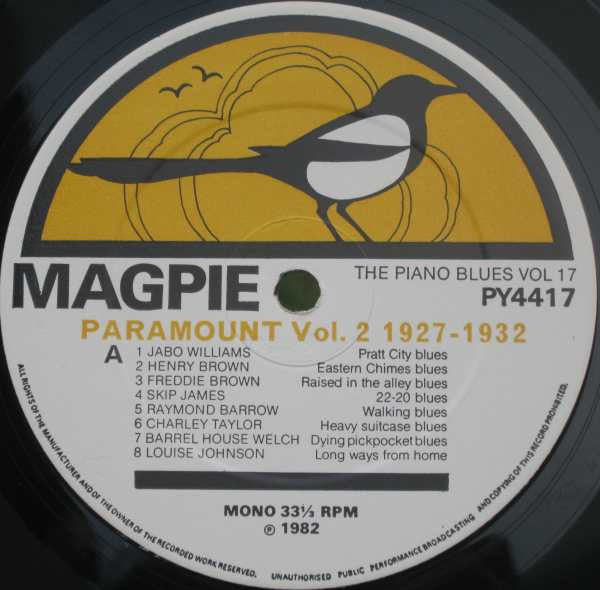 MAGPIE
THE PIANO BLUES VOL 17
PY4417
PARAMOUNT Vol. 2 1927-1932
A
1 JABO WILLIAMS Pratt City blues
2 HENRY BROWN Eastern Chimes blues
3 FREDDIE BROWN Raised in the alley blues
4 SKIP JAMES 22-20 blues
5 RAYMOND BARROW Walking blues
6 CHARLEY TAYLOR Heavy suitcase blues
7 BARREL HOUSE WELCH Dying pickpocket blues
8 LOUISE JOHNSON Long ways from home
MONO 33⅓ RPM
℗ 1982
ALL RIGHTS OF THE MANUFACTURER AND OF THE OWNER OF THE RECORDED WORK RESERVED. UNAUTHORISED PUBLIC PERFORMANCE BROADCASTING AND COPYING OF THIS RECORD PROHIBITED.